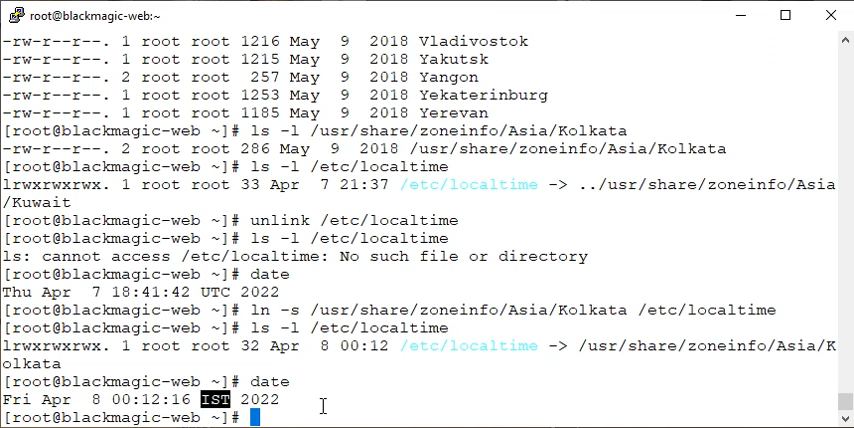 root@blackmagic-web:~
-rw-r--r--. 1 root root 1216 May  9  2018 Vladivostok
-rw-r--r--. 1 root root 1215 May  9  2018 Yakutsk
-rw-r--r--. 2 root root  257 May  9  2018 Yangon
-rw-r--r--. 1 root root 1253 May  9  2018 Yekaterinburg
-rw-r--r--. 1 root root 1185 May  9  2018 Yerevan
[root@blackmagic-web ~]# ls -l /usr/share/zoneinfo/Asia/Kolkata
-rw-r--r--. 2 root root 286 May  9  2018 /usr/share/zoneinfo/Asia/Kolkata
[root@blackmagic-web ~]# ls -l /etc/localtime
lrwxrwxrwx. 1 root root 33 Apr  7 21:37 /etc/localtime -> ../usr/share/zoneinfo/Asia
/Kuwait
[root@blackmagic-web ~]# unlink /etc/localtime
[root@blackmagic-web ~]# ls -l /etc/localtime
ls: cannot access /etc/localtime: No such file or directory
[root@blackmagic-web ~]# date
Thu Apr  7 18:41:42 UTC 2022
[root@blackmagic-web ~]# ln -s /usr/share/zoneinfo/Asia/Kolkata /etc/localtime
[root@blackmagic-web ~]# ls -l /etc/localtime
lrwxrwxrwx. 1 root root 32 Apr  8 00:12 /etc/localtime -> /usr/share/zoneinfo/Asia/K
olkata
[root@blackmagic-web ~]# date
Fri Apr  8 00:12:16 IST 2022
[root@blackmagic-web ~]#